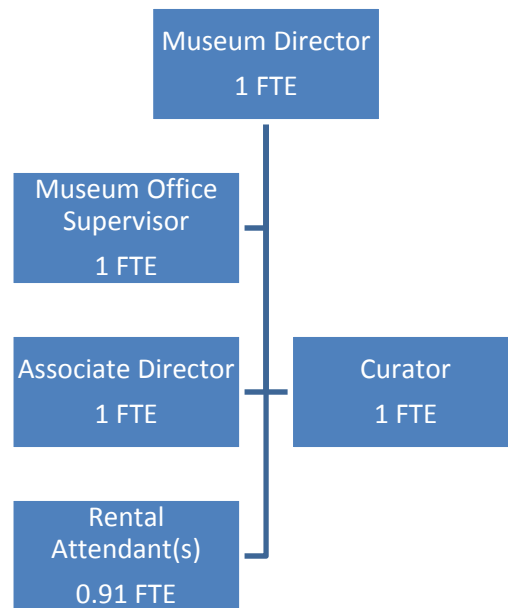 Museum Director
1 FTE
Museum Office
Supervisor
1 FTE
Associate Director
1 FTE
Curator
1 FTE
Rental
Attendant(s)
0.91 FTE